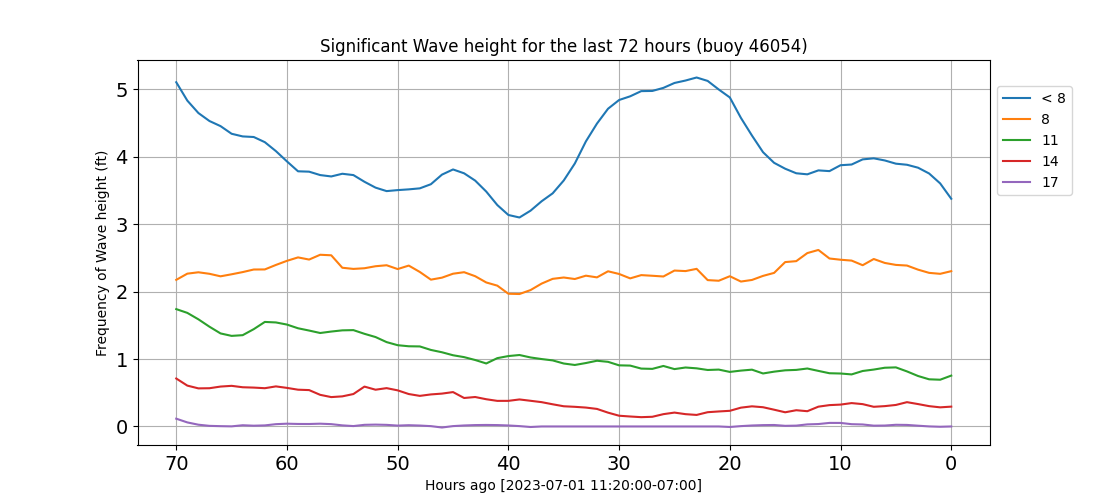 Significant Wave height for the last 72 hours (buoy 46054)
Frequency of Wave height (ft)
5
4
3
2
1
0
70 60 50 40 30 20 10 0
Hours ago [2023-07-01 11:20:00-07:00]
< 8
8
11
14
17